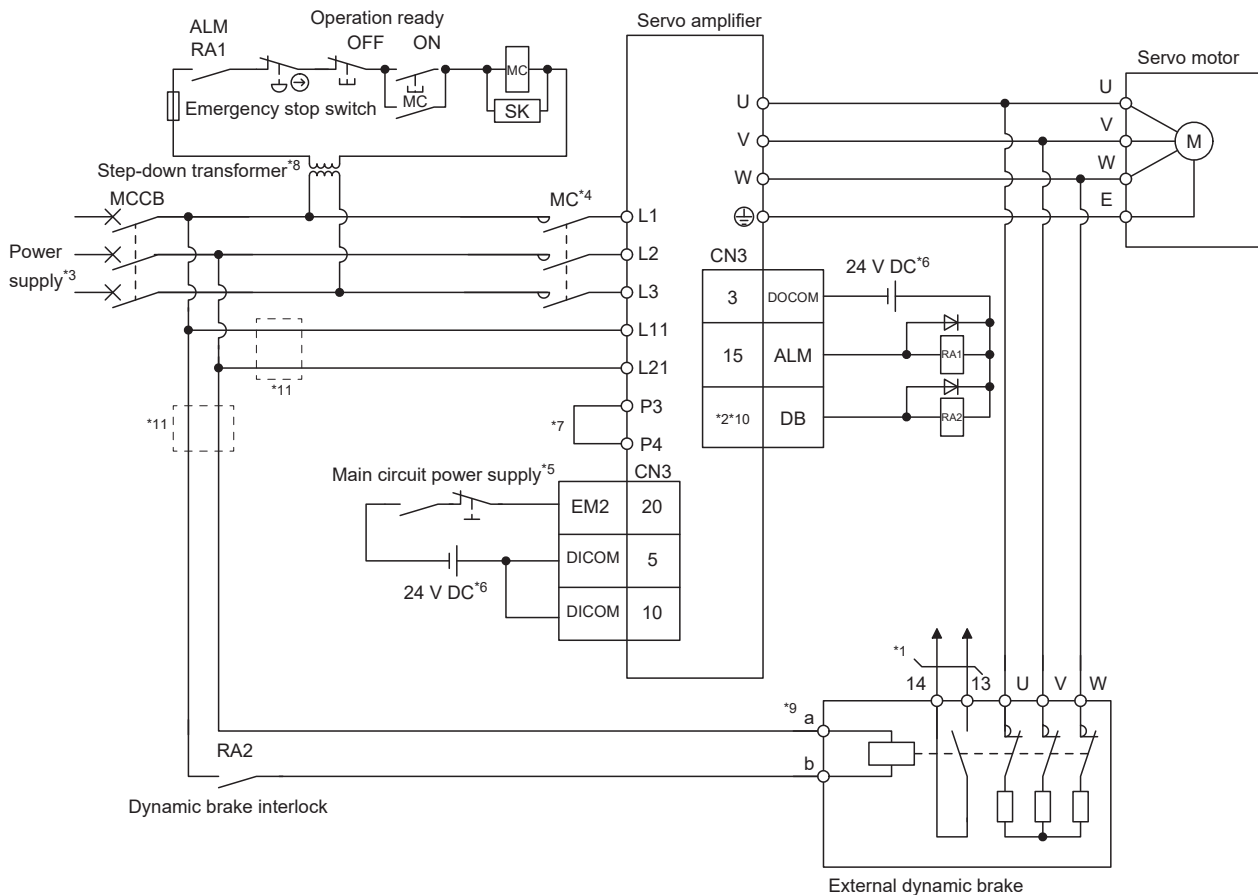 Operation ready
Servo amplifier
ALM
RA1
OFF
ON
MC
MC
SK
Emergency stop switch
Servo motor
U
V
W
U
V
W
E
M
Step-down transformer*8
MCCB
MC*4
L1
L2
L3
L11
L21
P3
P4
Power
supply*3
*11
*11
*7
CN3
24 V DC*6
3 DOCOM
15 ALM
*2*10 DB
RA1
RA2
Main circuit power supply*5
CN3
EM2 20
DICOM 5
DICOM 10
24 V DC*6
*1
14 13 U V W
*9
a
b
RA2
Dynamic brake interlock
External dynamic brake